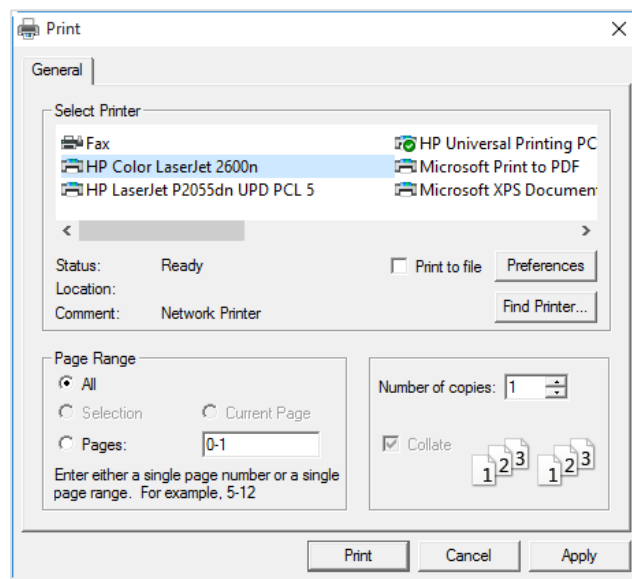 Print
General
Select Printer
Fax
HP Universal Printing PC
HP Color LaserJet 2600n
Microsoft Print to PDF
HP LaserJet P2055dn UPD PCL 5
Microsoft XPS Documen
Status: Ready
Print to file
Preferences
Location:
Comment: Network Printer
Find Printer...
Page Range
All
Selection
Current Page
Pages: 0-1
Enter either a single page number or a single
page range. For example, 5-12
Number of copies: 1
Collate
1 2 3 1 2 3
Print
Cancel
Apply